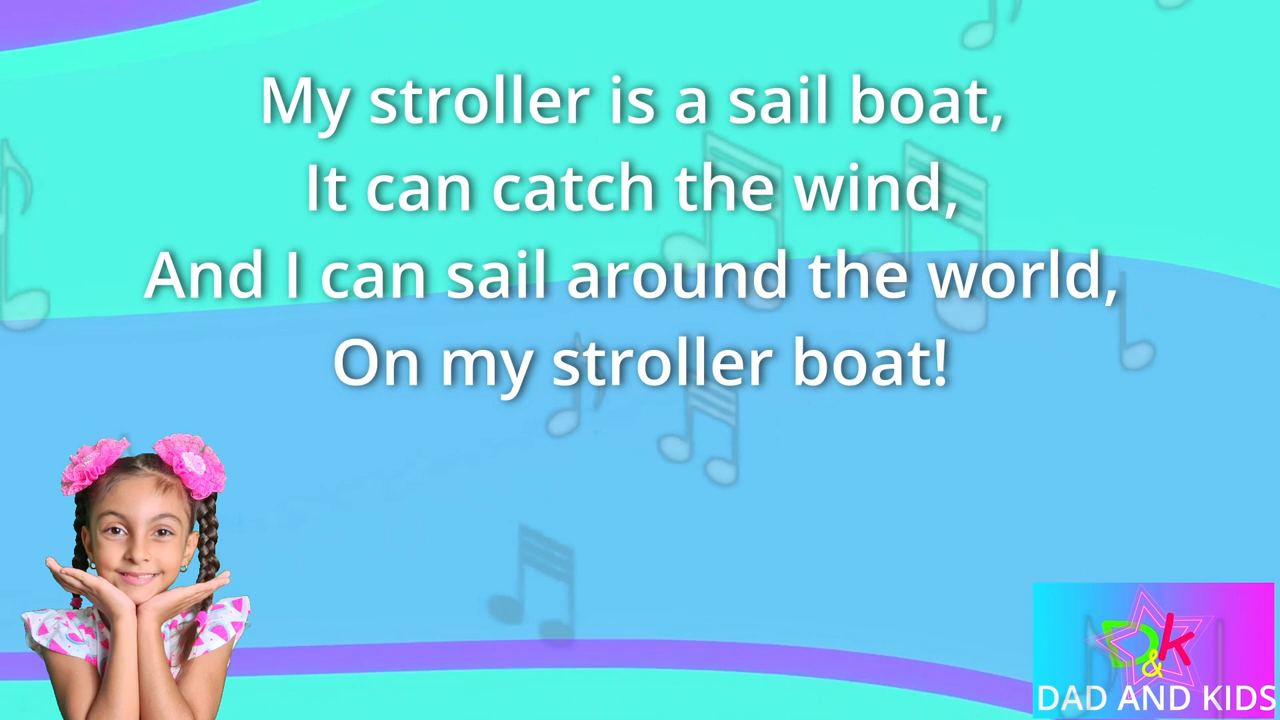 My stroller is a sail boat,
It can catch the wind,
And I can sail around the world,
On my stroller boat!
D&k
DAD AND KIDS